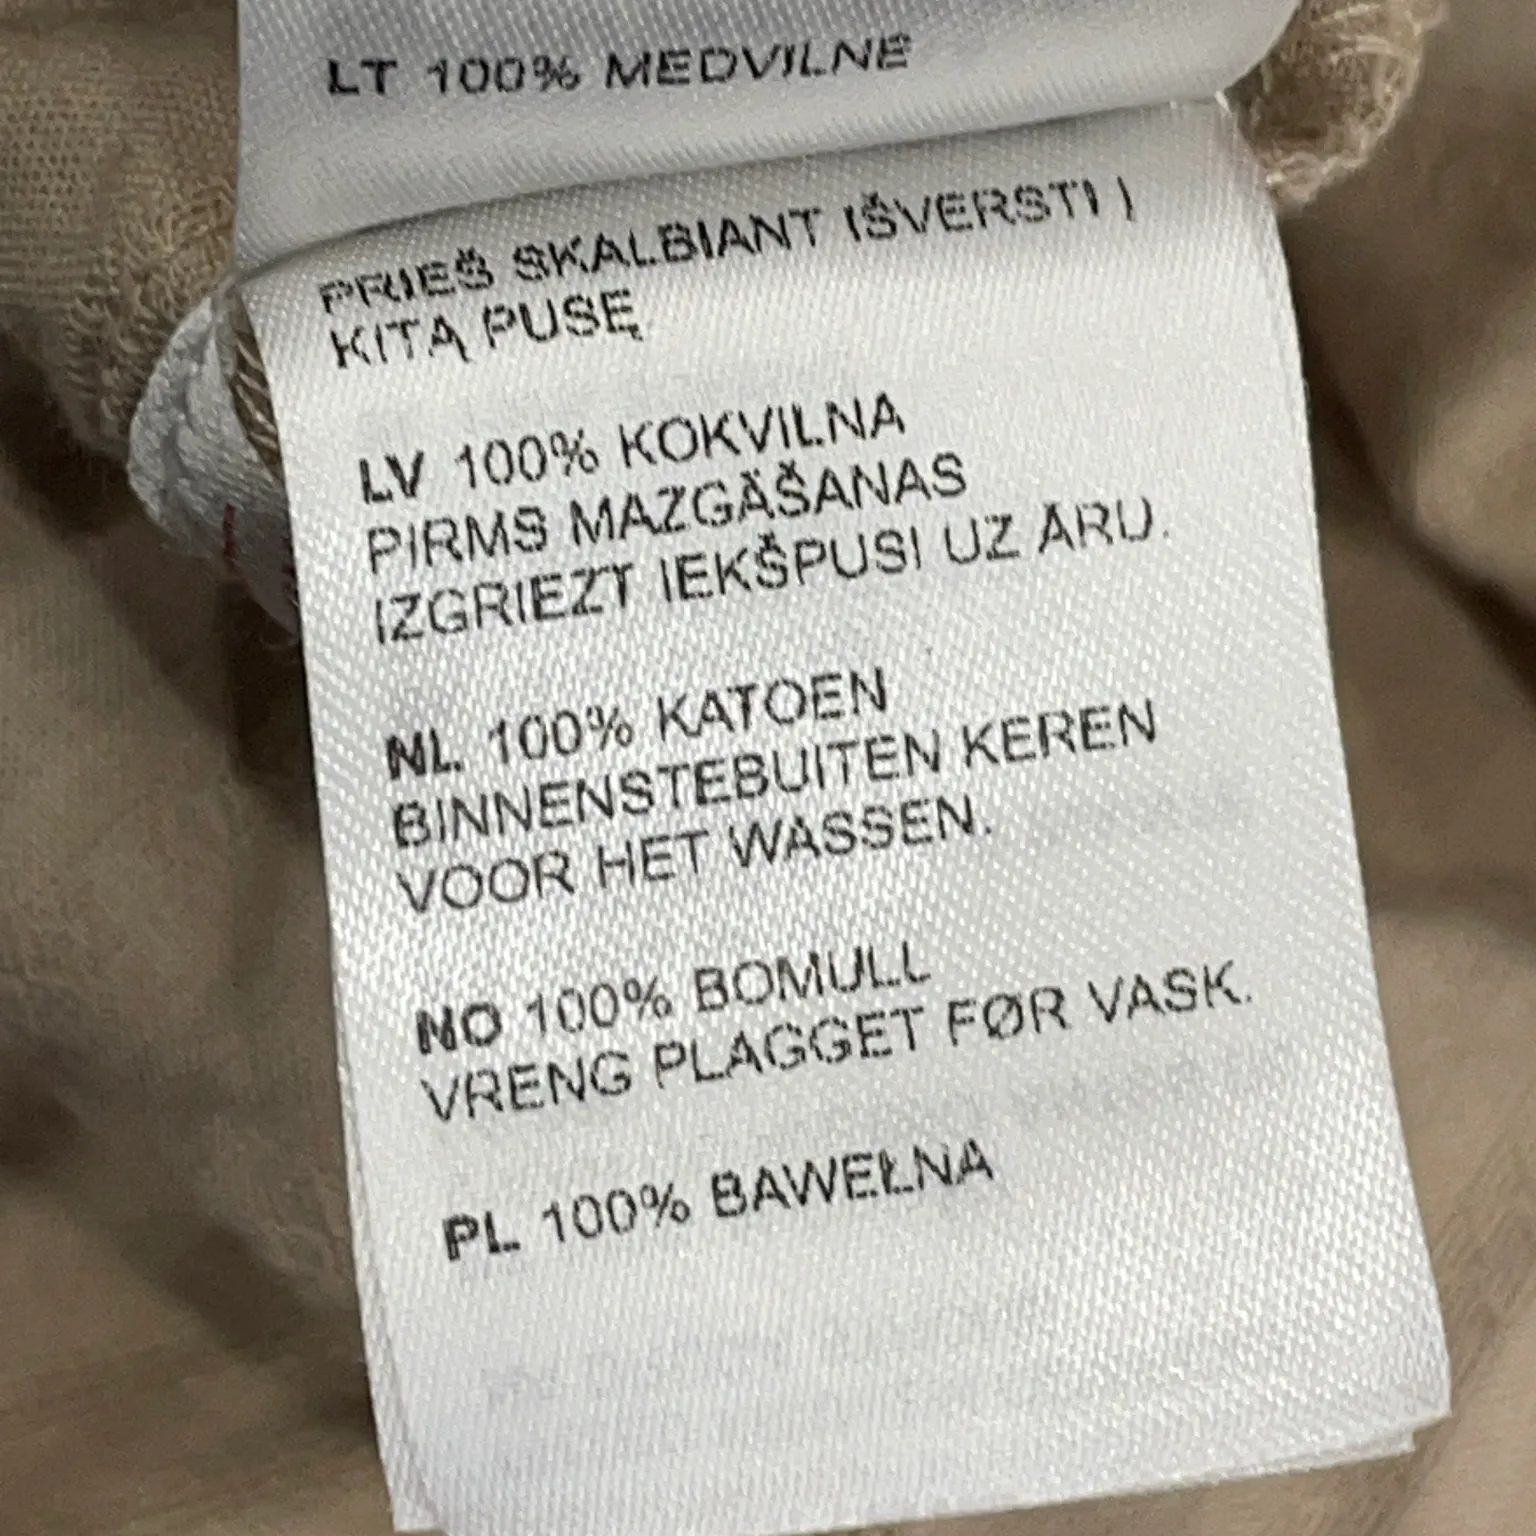 LT 100% MEDVILNĖ
PRIEŠ SKALBIANT IŠVERSTI Į
KITĄ PUSĘ
LV 100% KOKVILNA
PIRMS MAZGĀŠANAS
IZGRIEZT IEKŠPUSI UZ ĀRU.
NL 100% KATOEN
BINNENSTEBUITEN KEREN
VOOR HET WASSEN.
NO 100% BOMULL
VRENG PLAGGET FØR VASK.
PL 100% BAWEŁNA